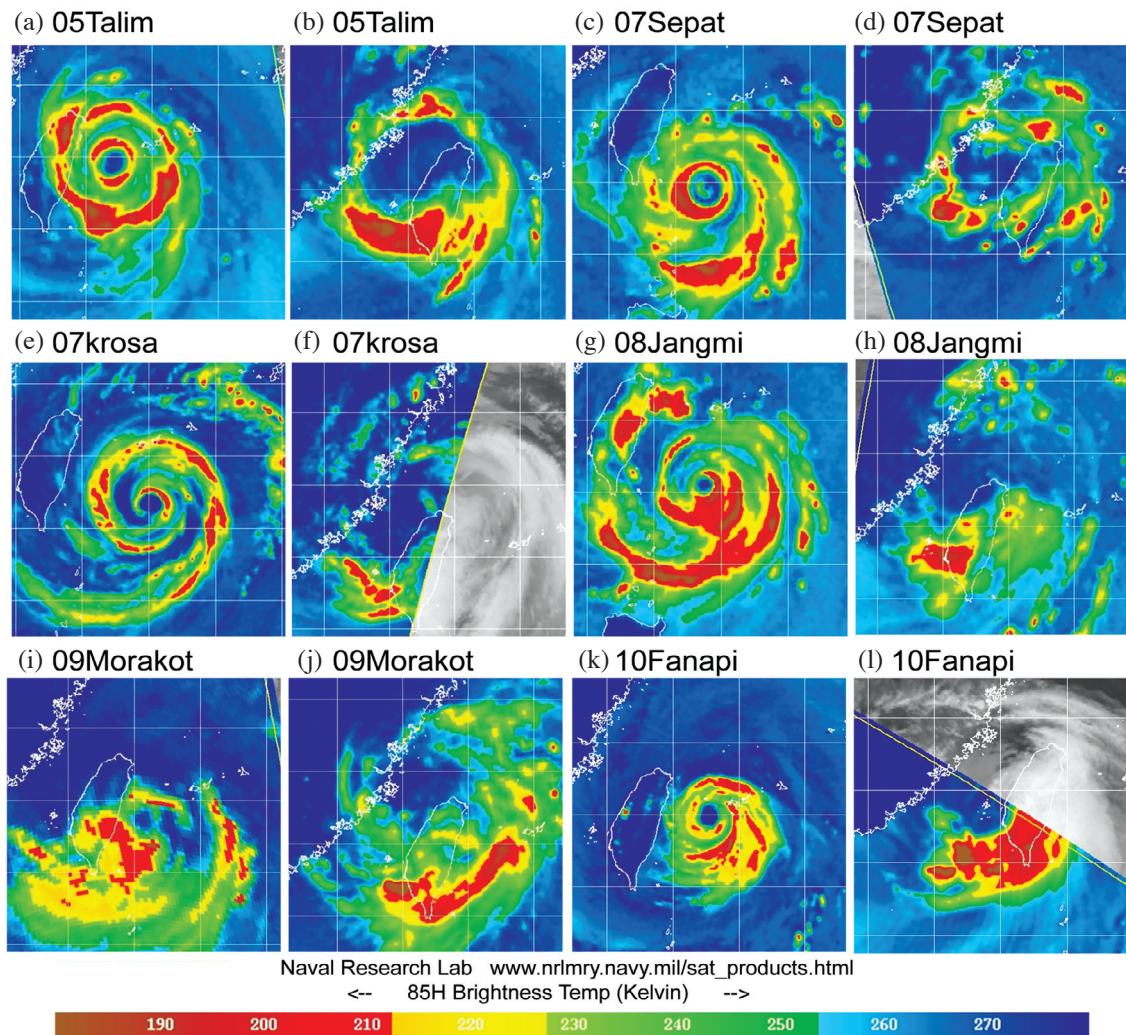 (a) 05Talim (b) 05Talim (c) 07Sepat (d) 07Sepat
(e) 07krosa (f) 07krosa (g) 08Jangmi (h) 08Jangmi
(i) 09Morakot (j) 09Morakot (k) 10Fanapi (l) 10Fanapi
Naval Research Lab www.nrlmry.navy.mil/sat_products.html
<-- 85H Brightness Temp (Kelvin) -->
190 200 210 220 230 240 250 260 270